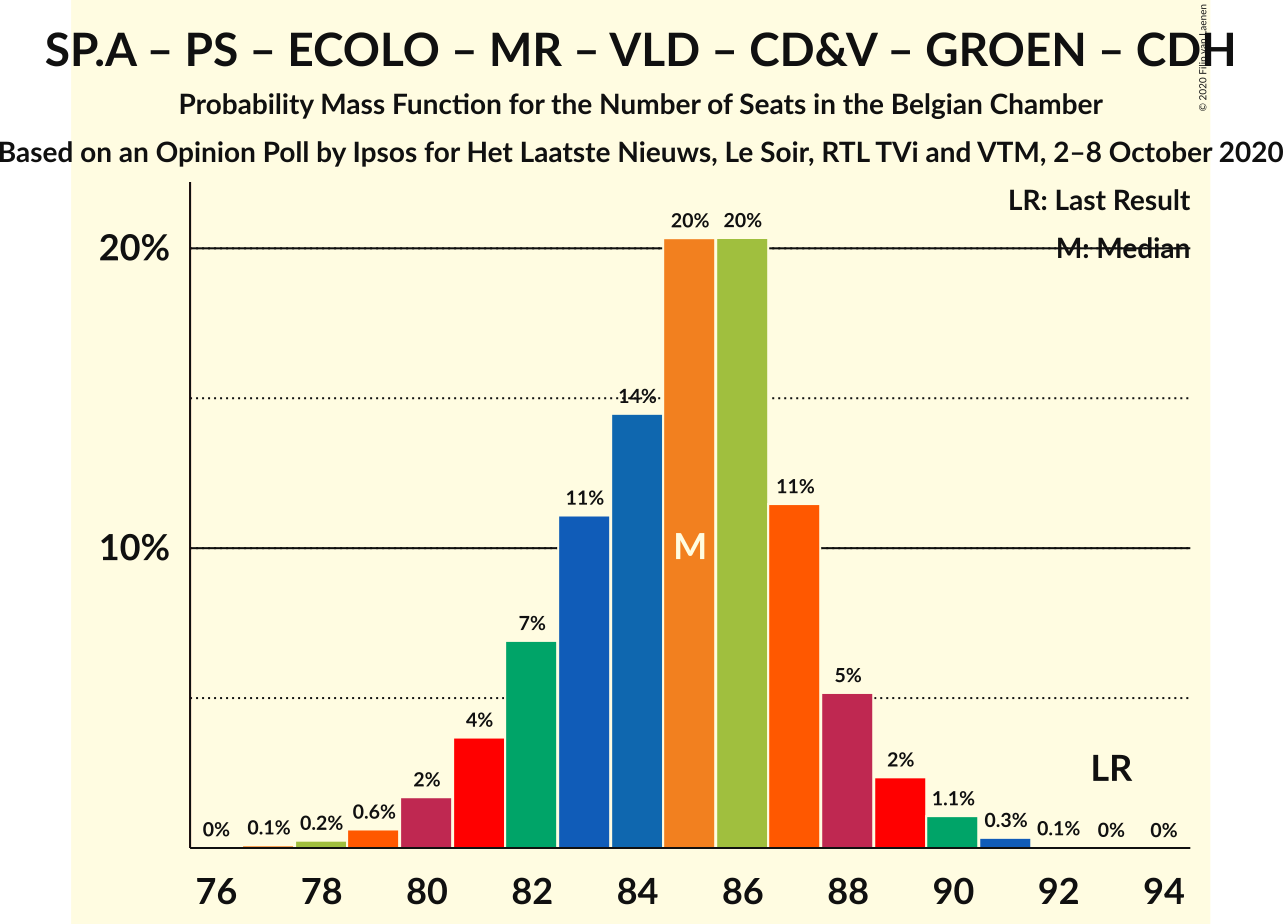 SP.A – PS – ECOLO – MR – VLD – CD&V – GROEN – CDH
Probability Mass Function for the Number of Seats in the Belgian Chamber
Based on an Opinion Poll by Ipsos for Het Laatste Nieuws, Le Soir, RTL TVi and VTM, 2–8 October 2020
© 2020 Filip van Laenen
LR: Last Result
M: Median
20%
10%
0% 0.1% 0.2% 0.6% 2% 4% 7% 11% 14% 20% 20% 11% 5% 2% 1.1% 0.3% 0.1% 0% 0%
M
LR
76 78 80 82 84 86 88 90 92 94